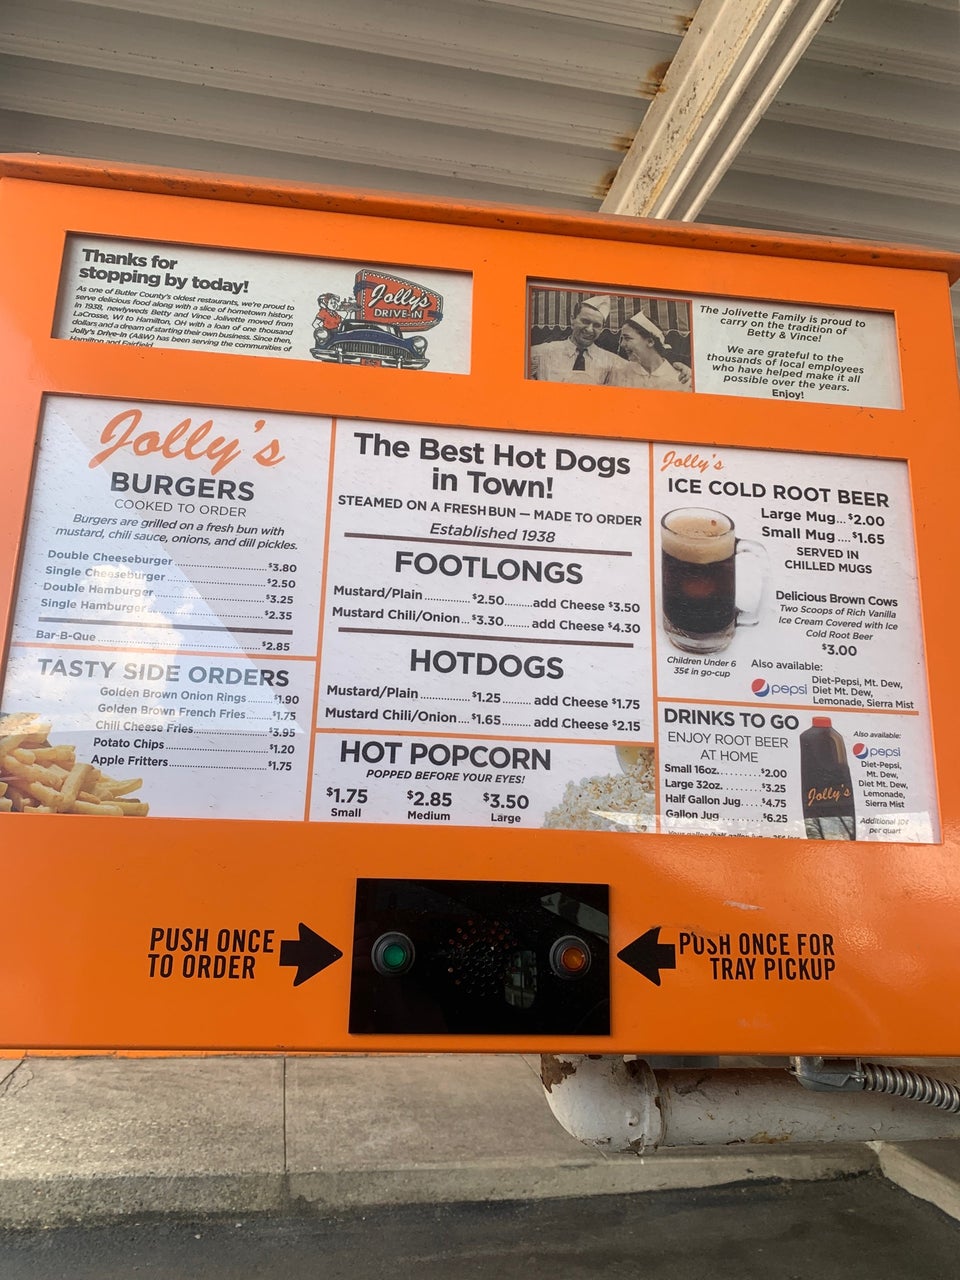 Thanks for
stopping by today!
As one of Butler County's oldest restaurants, we're proud to
serve delicious food along with a slice of hometown history.
In 1938, newlyweds Betty and Vince Jolivette moved from
LaCrosse, WI to Hamilton, OH with a loan of one thousand
dollars and a dream of starting their own business. Since then,
Jolly's Drive-In (A&W) has been serving the communities of
Hamilton and Fairfield
Jolly's
DRIVE-IN
The Jolivette Family is proud to
carry on the tradition of
Betty & Vince!
We are grateful to the
thousands of local employees
who have helped make it all
possible over the years.
Enjoy!
Jolly's
BURGERS
COOKED TO ORDER
Burgers are grilled on a fresh bun with
mustard, chili sauce, onions, and dill pickles.
Double Cheeseburger $3.80
Single Cheeseburger $2.50
Double Hamburger $3.25
Single Hamburger $2.35
Bar-B-Que $2.85
TASTY SIDE ORDERS
Golden Brown Onion Rings $1.90
Golden Brown French Fries $1.75
Chili Cheese Fries $3.95
Potato Chips $1.20
Apple Fritters $1.75
The Best Hot Dogs
in Town!
STEAMED ON A FRESH BUN — MADE TO ORDER
Established 1938
FOOTLONGS
Mustard/Plain $2.50 add Cheese $3.50
Mustard Chili/Onion $3.30 add Cheese $4.30
HOTDOGS
Mustard/Plain $1.25 add Cheese $1.75
Mustard Chili/Onion $1.65 add Cheese $2.15
HOT POPCORN
POPPED BEFORE YOUR EYES!
$1.75 $2.85 $3.50
Small Medium Large
Jolly's
ICE COLD ROOT BEER
Large Mug $2.00
Small Mug $1.65
SERVED IN
CHILLED MUGS
Delicious Brown Cows
Two Scoops of Rich Vanilla
Ice Cream Covered with Ice
Cold Root Beer
$3.00
Children Under 6
35¢ in go-cup
Also available:
pepsi
Diet-Pepsi, Mt. Dew,
Diet Mt. Dew,
Lemonade, Sierra Mist
DRINKS TO GO
ENJOY ROOT BEER
AT HOME
Small 16oz. $2.00
Large 32oz. $3.25
Half Gallon Jug $4.75
Gallon Jug $6.25
Jolly's
Also available:
pepsi
Diet-Pepsi,
Mt. Dew,
Diet Mt. Dew,
Lemonade,
Sierra Mist
Additional 10¢
per quart
PUSH ONCE
TO ORDER
PUSH ONCE FOR
TRAY PICKUP